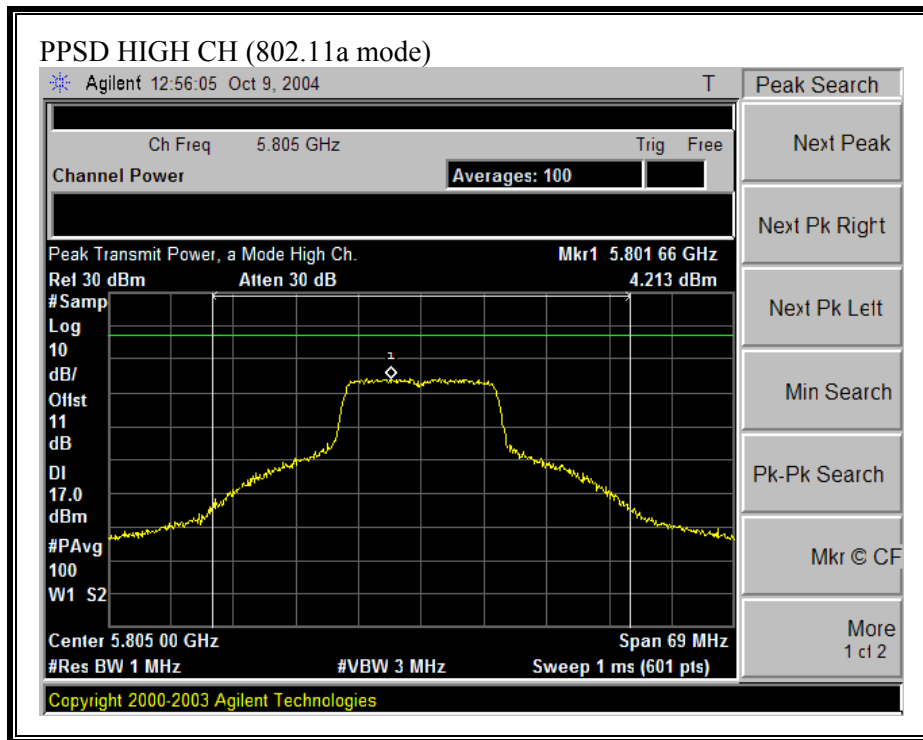 PPSD HIGH CH (802.11a mode)
Agilent 12:56:05 Oct 9, 2004 T
Peak Search
Ch Freq 5.805 GHz Trig Free
Channel Power Averages: 100
Peak Transmit Power, a Mode High Ch. Mkr1 5.801 66 GHz
Ref 30 dBm Atten 30 dB 4.213 dBm
#Samp
Log
10
dB/
Offst
11
dB
DI
17.0
dBm
#PAvg
100
W1 S2
1
Center 5.805 00 GHz Span 69 MHz
#Res BW 1 MHz #VBW 3 MHz Sweep 1 ms (601 pts)
Copyright 2000-2003 Agilent Technologies
Next Peak
Next Pk Right
Next Pk Left
Min Search
Pk-Pk Search
Mkr © CF
More
1 of 2